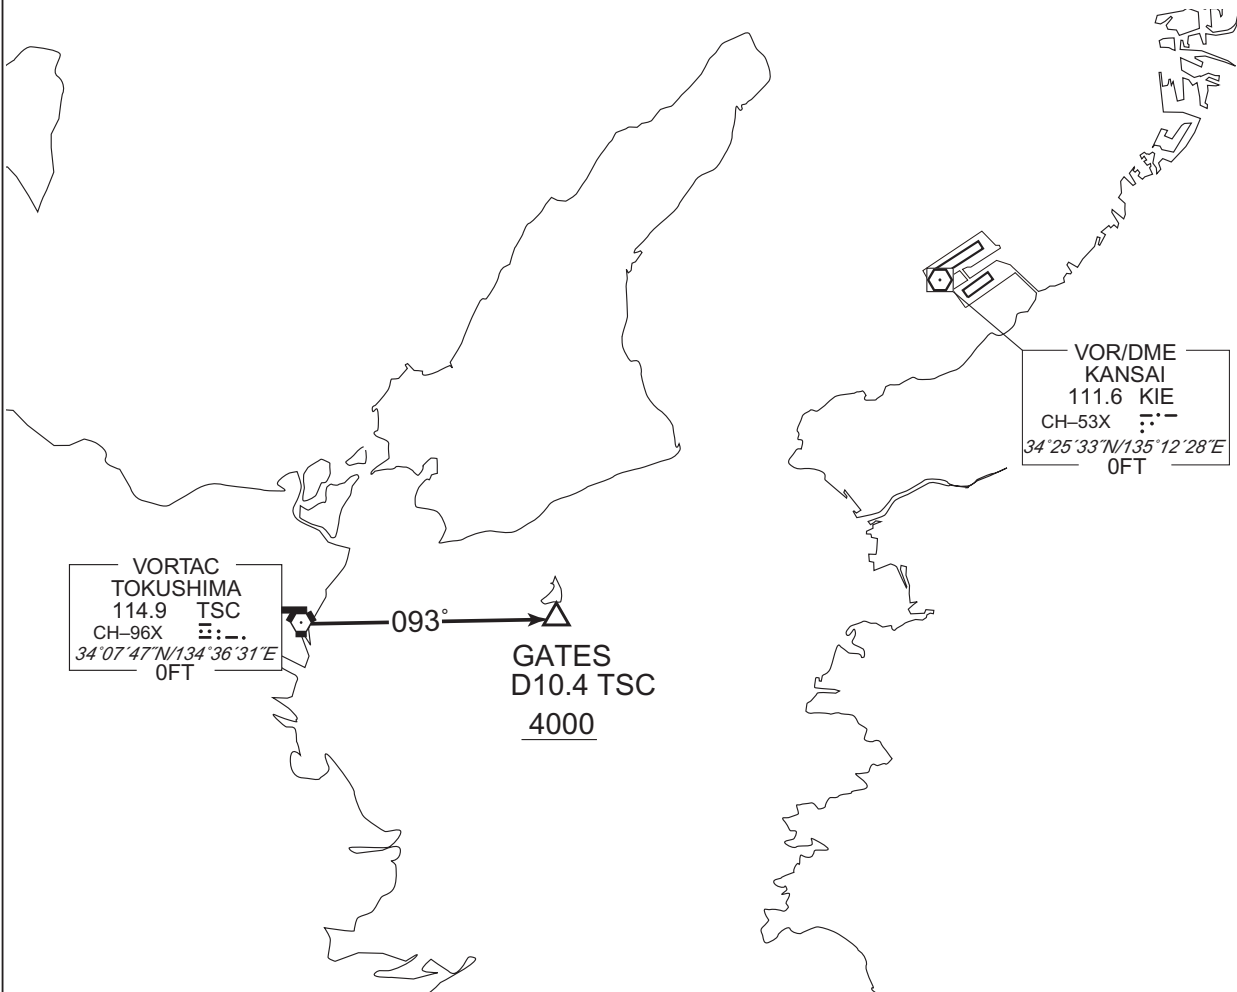 VOR/DME
KANSAI
111.6 KIE
CH–53X
34°25′33″N/135°12′28″E
0FT
VORTAC
TOKUSHIMA
114.9 TSC
CH–96X
34°07′47″N/134°36′31″E
0FT
093°
GATES
D10.4 TSC
4000